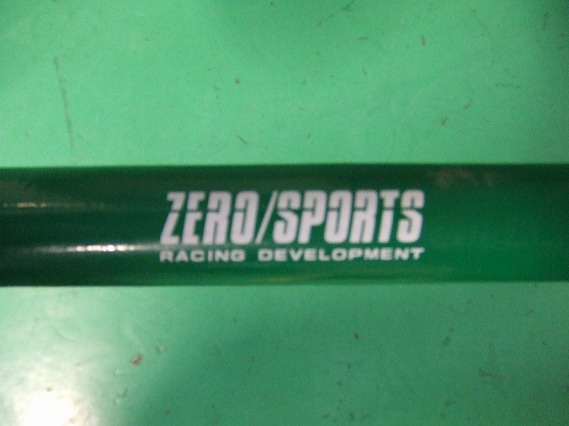 ZERO/SPORTS
RACING DEVELOPMENT